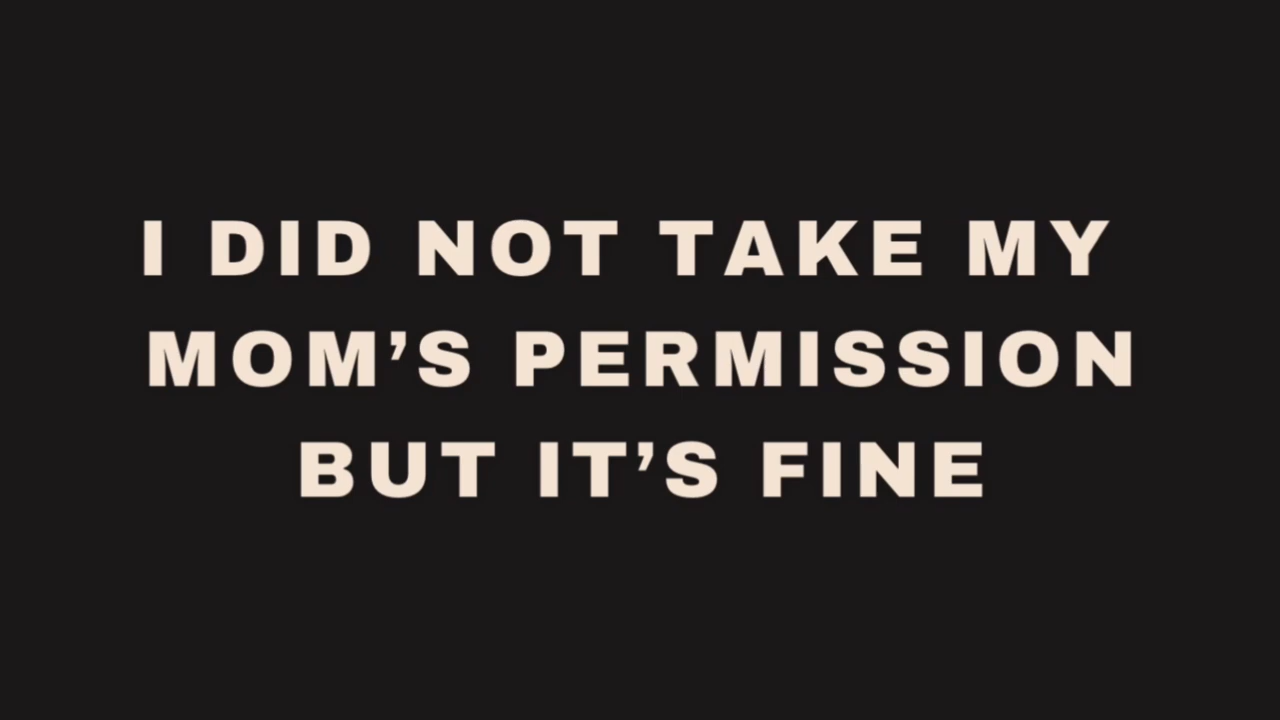 I DID NOT TAKE MY
MOM’S PERMISSION
BUT IT’S FINE